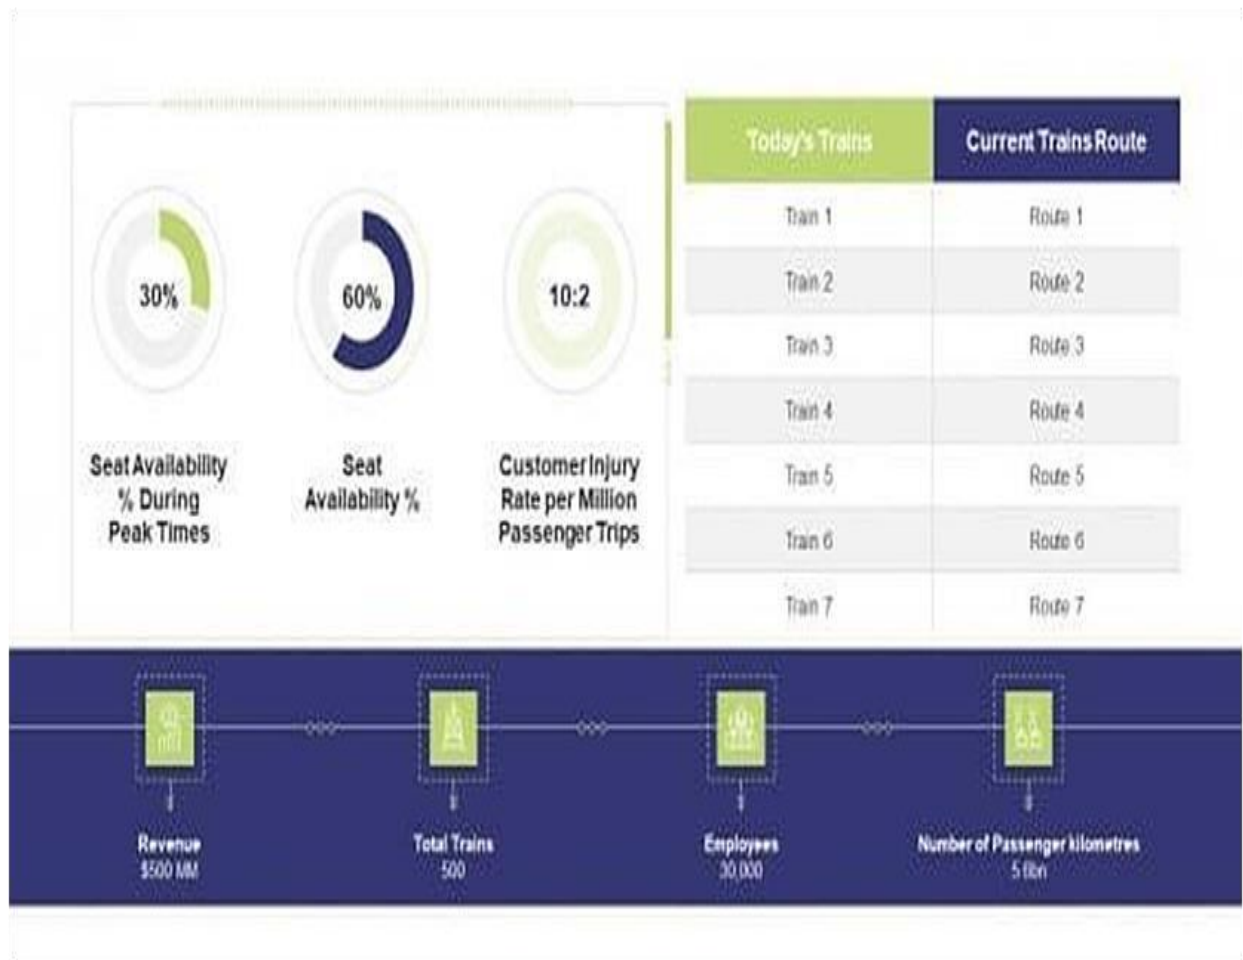 30%
60%
10:2
Seat Availability
% During
Peak Times
Seat
Availability %
Customer Injury
Rate per Million
Passenger Trips
Today's Trains
Current Trains Route
Train 1
Route 1
Train 2
Route 2
Train 3
Route 3
Train 4
Route 4
Train 5
Route 5
Train 6
Route 6
Train 7
Route 7
Revenue
$500 MM
Total Trains
500
Employees
30,000
Number of Passenger kilometres